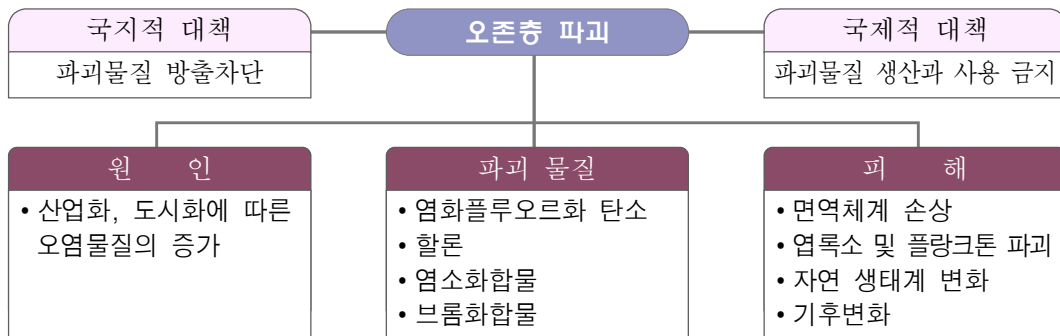 국지적 대책
파괴물질 방출차단
오존층 파괴
국제적 대책
파괴물질 생산과 사용 금지
원 인
• 산업화, 도시화에 따른
오염물질의 증가
파괴 물질
• 염화플루오르화 탄소
• 할론
• 염소화합물
• 브롬화합물
피 해
• 면역체계 손상
• 엽록소 및 플랑크톤 파괴
• 자연 생태계 변화
• 기후변화